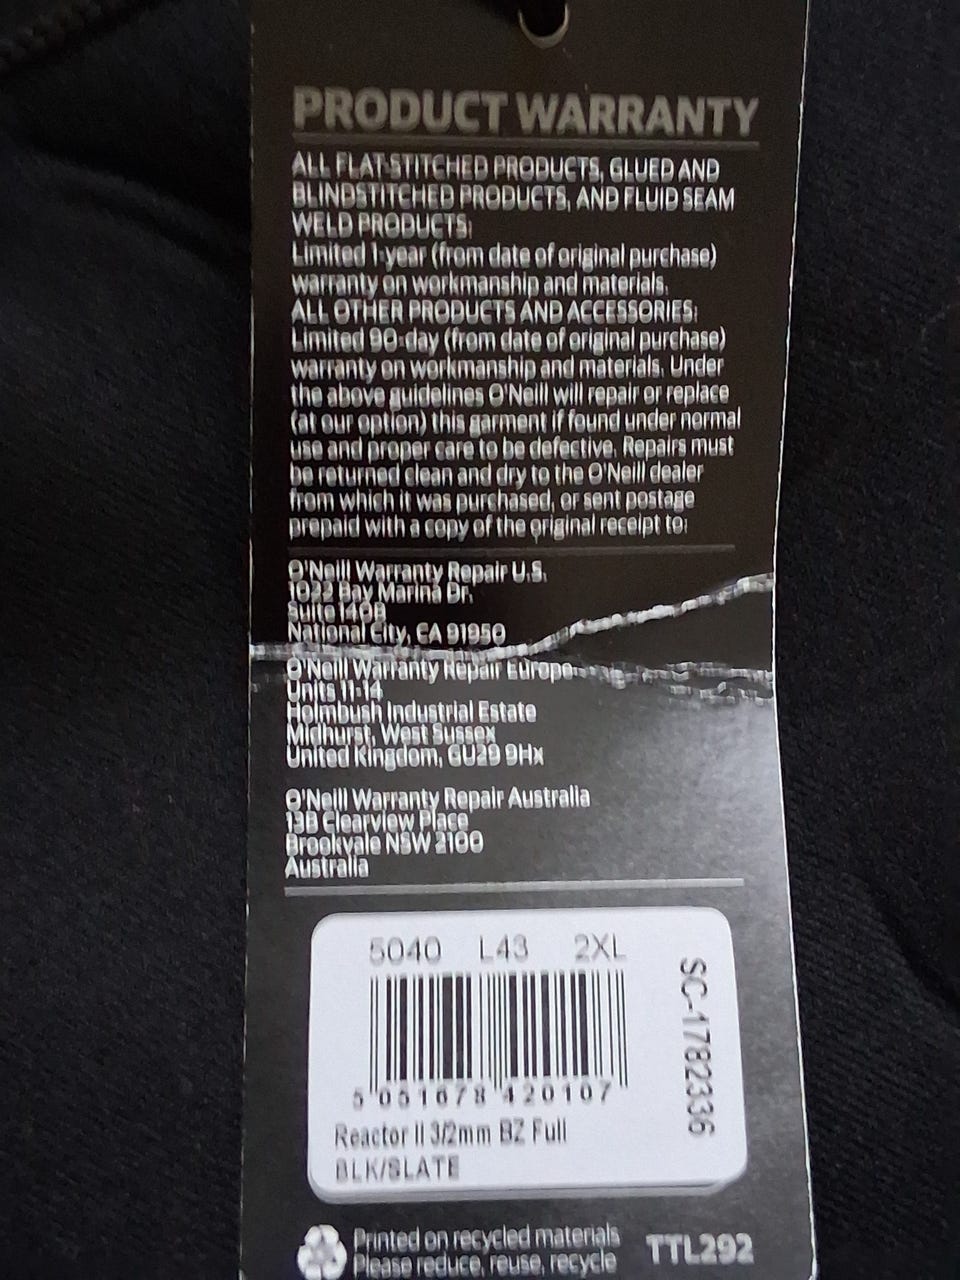 PRODUCT WARRANTY
ALL FLAT-STITCHED PRODUCTS, GLUED AND
BLINDSTITCHED PRODUCTS, AND FLUID SEAM
WELD PRODUCTS:
Limited 1-year (from date of original purchase)
warranty on workmanship and materials.
ALL OTHER PRODUCTS AND ACCESSORIES:
Limited 90-day (from date of original purchase)
warranty on workmanship and materials. Under
the above guidelines O'Neill will repair or replace
(at our option) this garment if found under normal
use and proper care to be defective. Repairs must
be returned clean and dry to the O'Neill dealer
from which it was purchased, or sent postage
prepaid with a copy of the original receipt to:
O'Neill Warranty Repair U.S.
1022 Bay Marina Dr.
Suite 140B
National City, CA 91950
O'Neill Warranty Repair Europe
Units 11-14
Holmbush Industrial Estate
Midhurst, West Sussex
United Kingdom, GU29 9Hx
O'Neill Warranty Repair Australia
13B Clearview Place
Brookvale NSW 2100
Australia
5040 L43 2XL
5 051678 420107
Reactor II 3/2mm BZ Full
BLK/SLATE
SC-1782336
Printed on recycled materials
Please reduce, reuse, recycle
TTL292